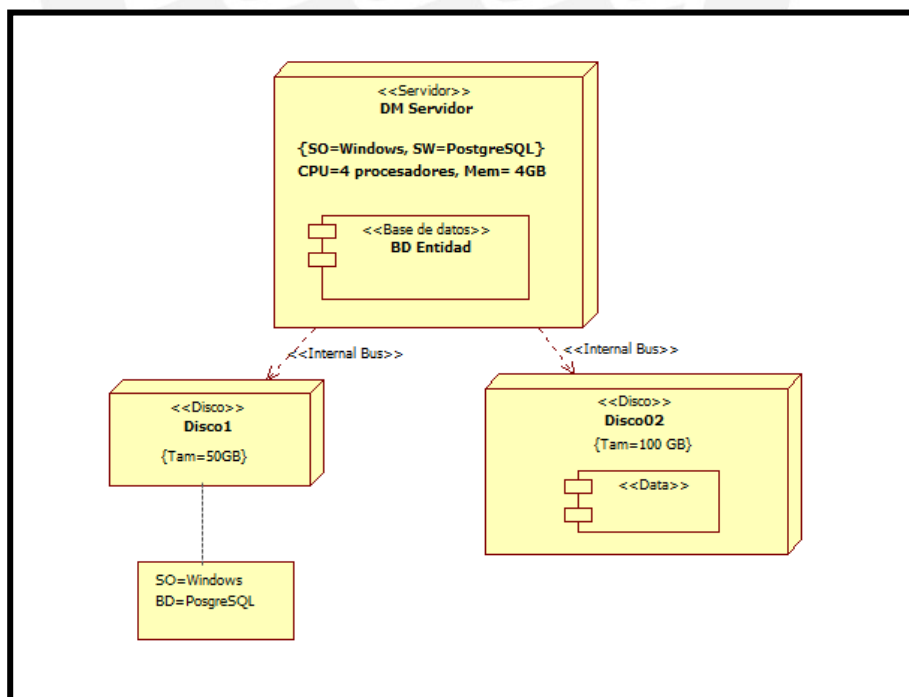 <<Servidor>>
DM Servidor
{SO=Windows, SW=PostgreSQL}
CPU=4 procesadores, Mem= 4GB
<<Base de datos>>
BD Entidad
<<Internal Bus>>
<<Internal Bus>>
<<Disco>>
Disco1
{Tam=50GB}
<<Disco>>
Disco02
{Tam=100 GB}
<<Data>>
SO=Windows
BD=PosgreSQL